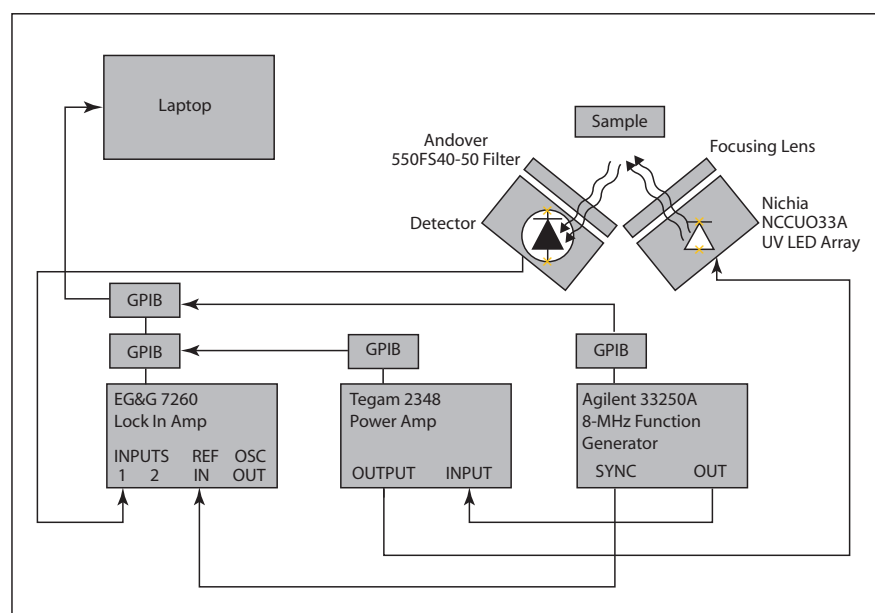 Laptop
Sample
Andover
550FS40-50 Filter
Focusing Lens
Detector
Nichia
NCCUO33A
UV LED Array
GPIB
GPIB
GPIB
GPIB
EG&G 7260
Lock In Amp
INPUTS REF OSC
1 2 IN OUT
Tegam 2348
Power Amp
OUTPUT INPUT
Agilent 33250A
8-MHz Function
Generator
SYNC OUT